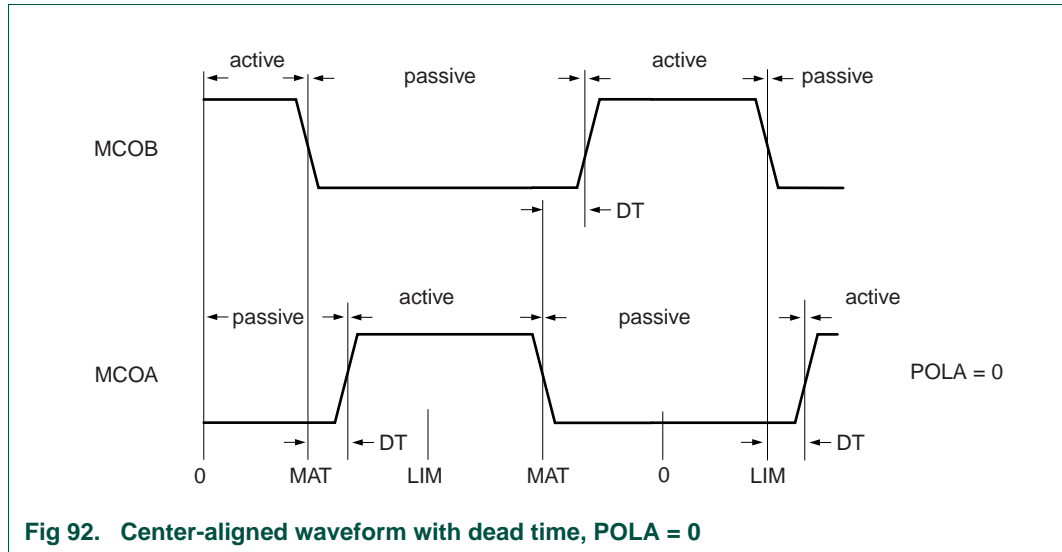 active
active
passive
passive
MCOB
DT
active
active
passive
passive
MCOA
POLA = 0
DT
DT
0
MAT
LIM
MAT
0
LIM
Fig 92. Center-aligned waveform with dead time, POLA = 0